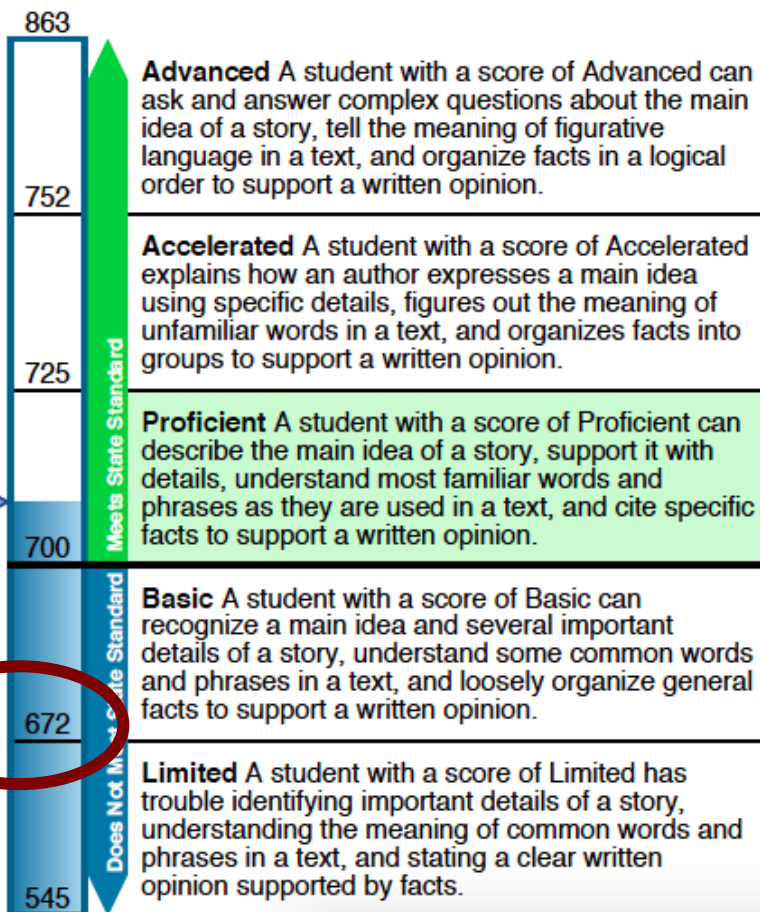 863
Advanced A student with a score of Advanced can
ask and answer complex questions about the main
idea of a story, tell the meaning of figurative
language in a text, and organize facts in a logical
order to support a written opinion.
752
Accelerated A student with a score of Accelerated
explains how an author expresses a main idea
using specific details, figures out the meaning of
unfamiliar words in a text, and organizes facts into
groups to support a written opinion.
725
Meets State Standard
Proficient A student with a score of Proficient can
describe the main idea of a story, support it with
details, understand most familiar words and
phrases as they are used in a text, and cite specific
facts to support a written opinion.
700
Does Not Meet State Standard
Basic A student with a score of Basic can
recognize a main idea and several important
details of a story, understand some common words
and phrases in a text, and loosely organize general
facts to support a written opinion.
672
Limited A student with a score of Limited has
trouble identifying important details of a story,
understanding the meaning of common words and
phrases in a text, and stating a clear written
opinion supported by facts.
545